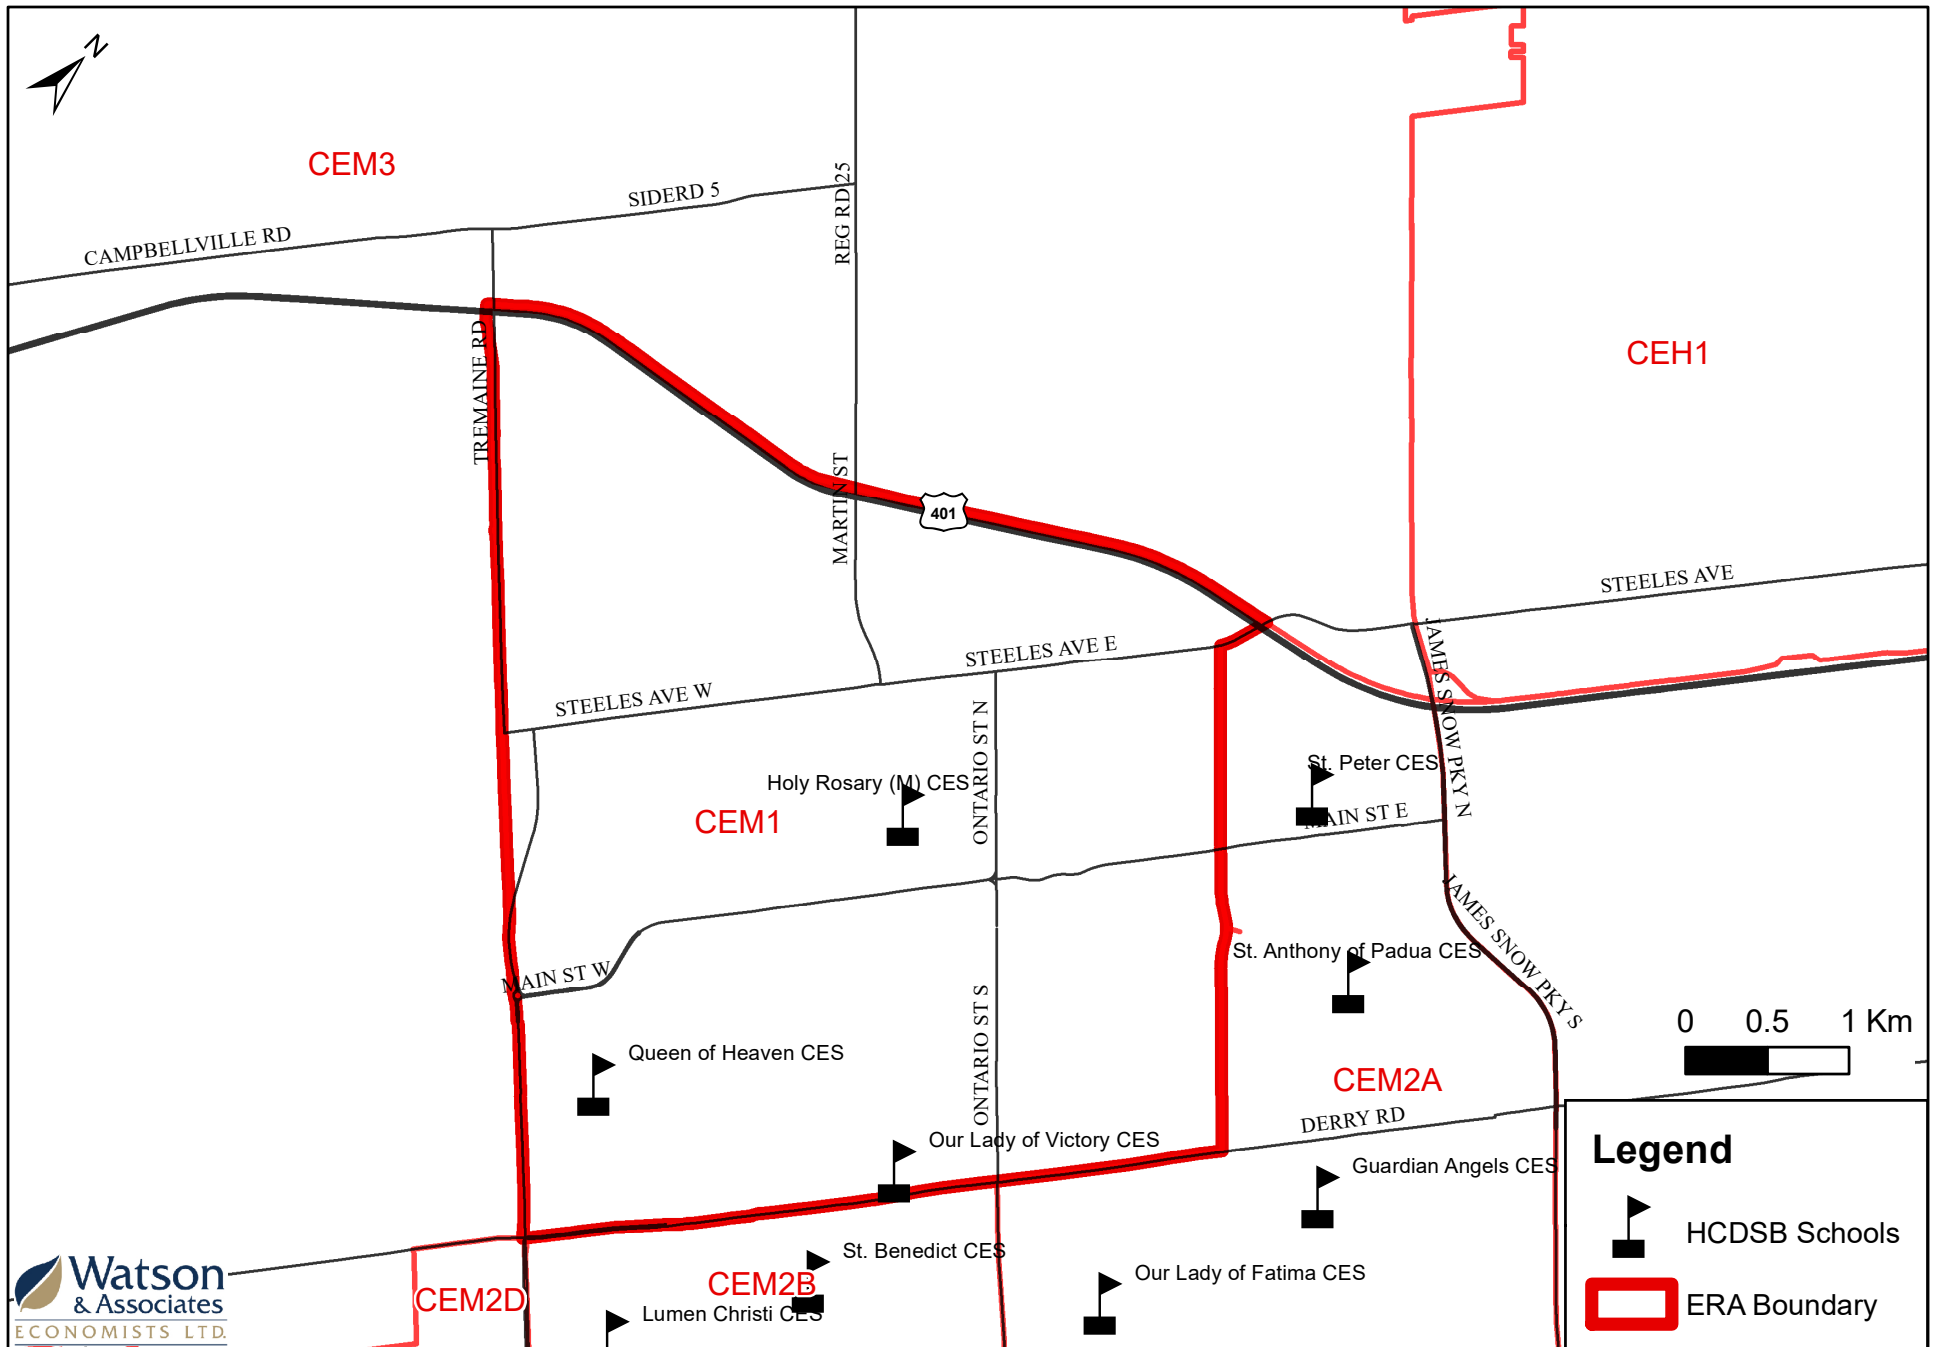 N
CEM3
SIDERD 5
REG RD 25
CAMPBELLVILLE RD
CEH1
TREMAINE RD
MARTIN ST
401
STEELES AVE
STEELES AVE E
STEELES AVE W
JAMES SNOW PKY N
ONTARIO ST N
St. Peter CES
Holy Rosary (M) CES
CEM1
MAIN ST E
JAMES SNOW PKY S
St. Anthony of Padua CES
MAIN ST W
ONTARIO ST S
0 0.5 1 Km
Queen of Heaven CES
CEM2A
DERRY RD
Our Lady of Victory CES
Guardian Angels CES
Legend
HCDSB Schools
ERA Boundary
St. Benedict CES
CEM2B
Our Lady of Fatima CES
CEM2D
Lumen Christi CES
Watson
& Associates
ECONOMISTS LTD.